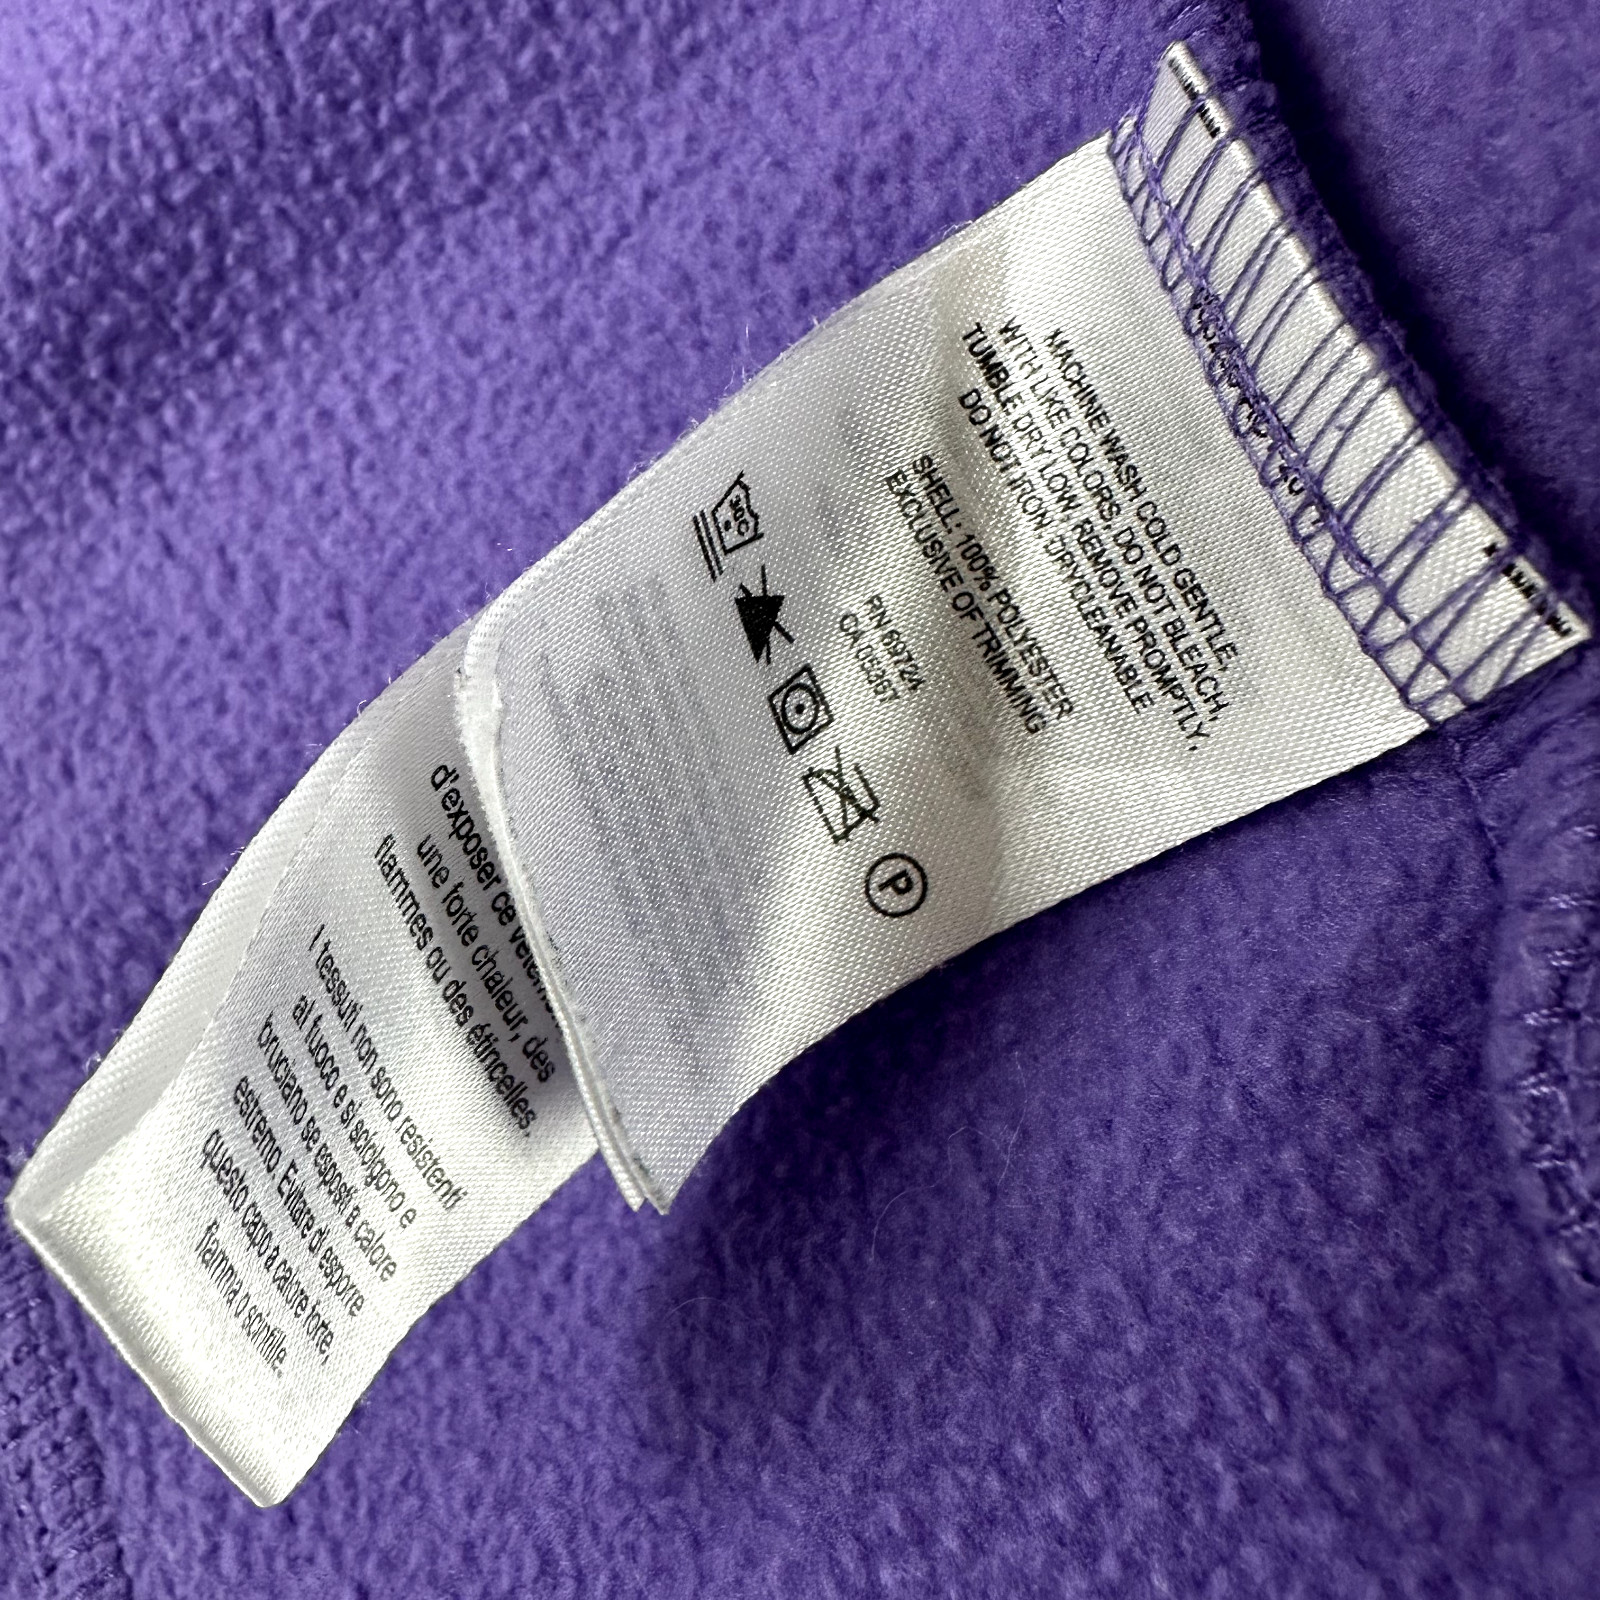 MACHINE WASH COLD GENTLE,
WITH LIKE COLORS, DO NOT BLEACH,
TUMBLE DRY LOW, REMOVE PROMPTLY,
DO NOT IRON, DRYCLEANABLE
SHELL: 100% POLYESTER
EXCLUSIVE OF TRIMMING
RN 69724
CA 05367
30C
P
d'exposer ce
une forte chaleur, des
flammes ou des étincelles.
I tessuti non sono resistenti
al fuoco e si sciolgono e
bruciano se esposti a calore
estremo. Evitare di esporre
questo capo a calore forte,
fiamma o scintille.